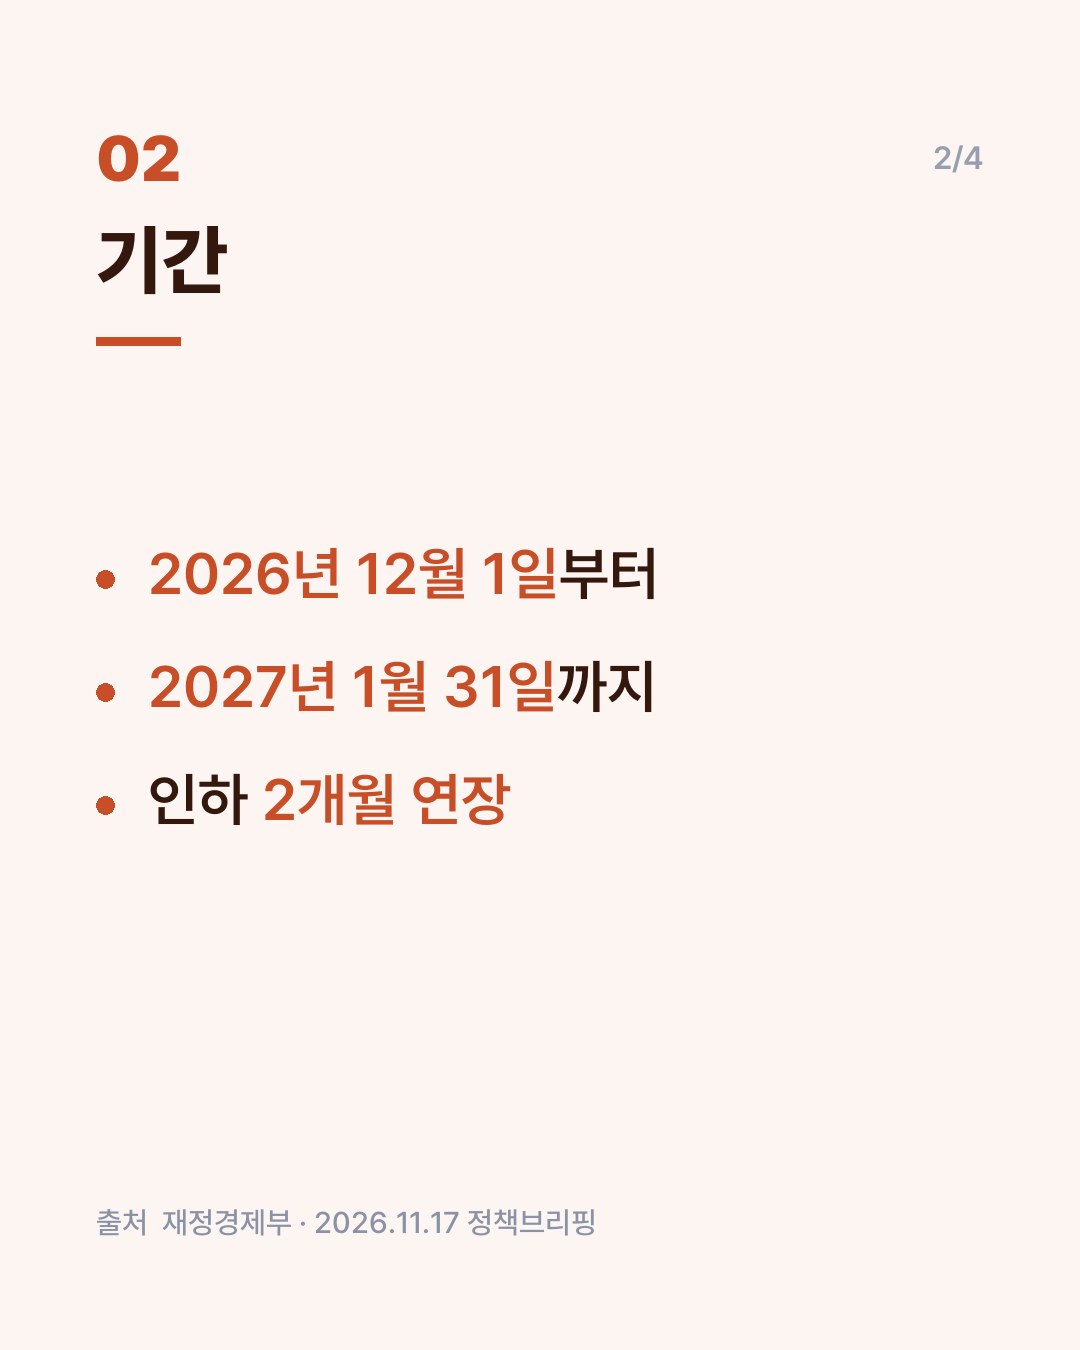 02
2/4
기간
• 2026년 12월 1일부터
• 2027년 1월 31일까지
• 인하 2개월 연장
출처 재정경제부 · 2026.11.17 정책브리핑